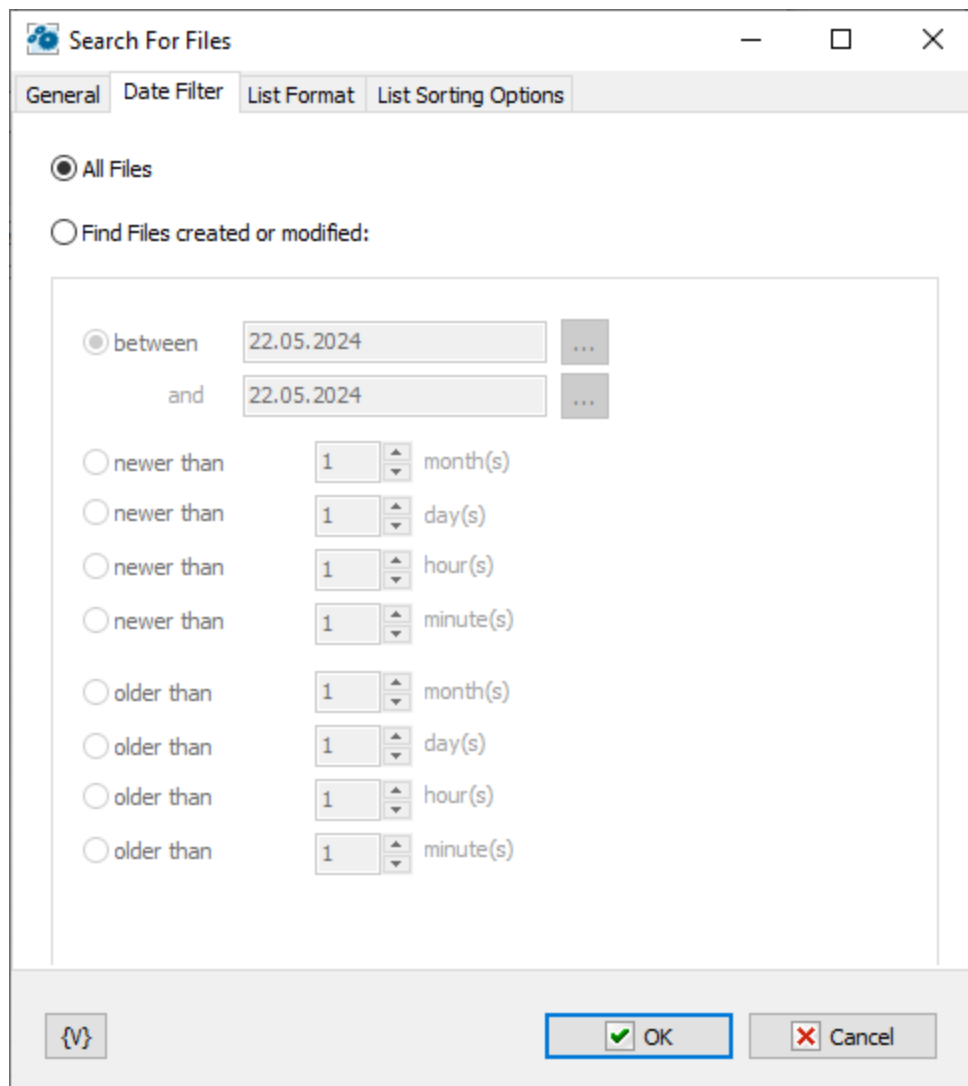 Search For Files
General Date Filter List Format List Sorting Options
All Files
Find Files created or modified:
between 22.05.2024 ...
and 22.05.2024 ...
newer than 1 month(s)
newer than 1 day(s)
newer than 1 hour(s)
newer than 1 minute(s)
older than 1 month(s)
older than 1 day(s)
older than 1 hour(s)
older than 1 minute(s)
{V} OK Cancel